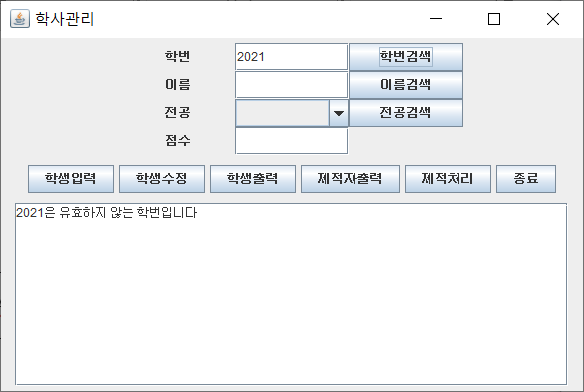 학사관리
학번 2021 학번검색
이름 이름검색
전공 전공검색
점수
학생입력 학생수정 학생출력 제적자출력 제적처리 종료
2021은 유효하지 않는 학번입니다